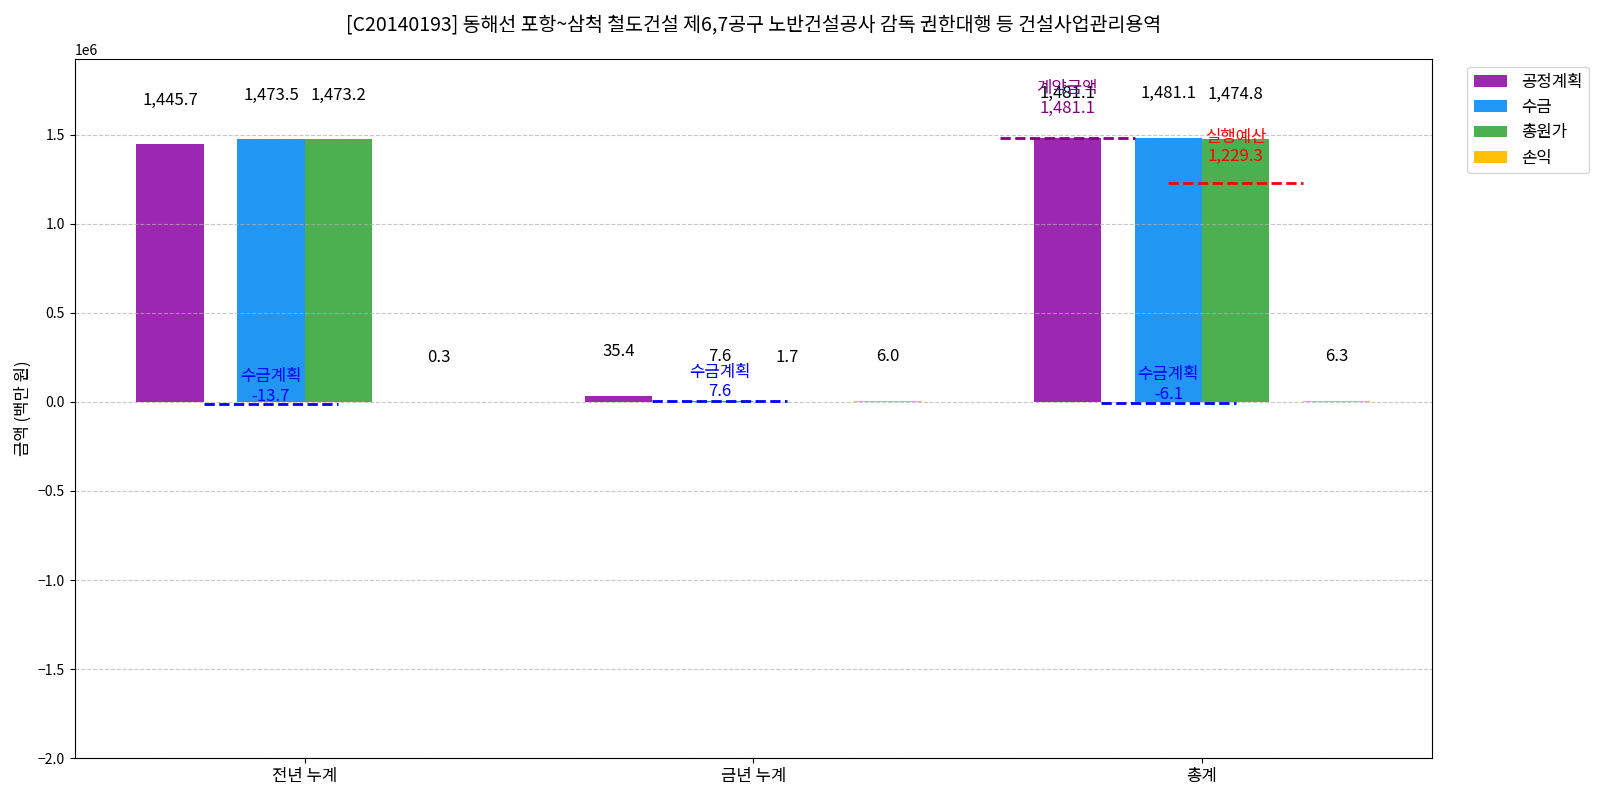 [C20140193] 동해선 포항~삼척 철도건설 제6,7공구 노반건설공사 감독 권한대행 등 건설사업관리용역
1e6
금액 (백만 원)
1.5
1.0
0.5
0.0
−0.5
−1.0
−1.5
−2.0
1,445.7
1,473.5
1,473.2
0.3
수금계획
-13.7
35.4
7.6
1.7
6.0
수금계획
7.6
1,481.1
계약금액
1,481.1
1,481.1
1,474.8
실행예산
1,229.3
6.3
수금계획
-6.1
전년 누계
금년 누계
총계
공정계획
수금
총원가
손익